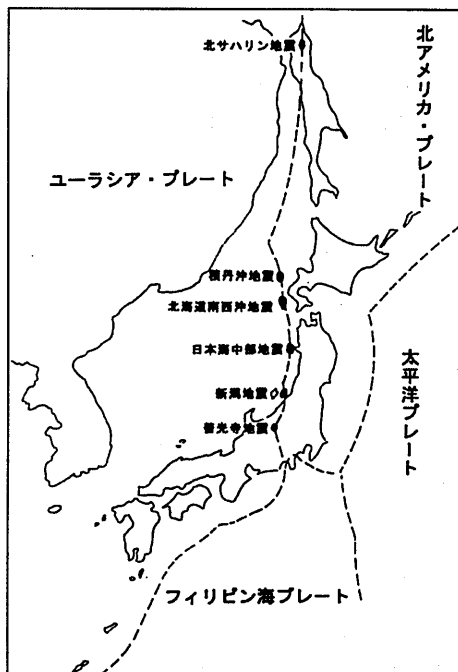 北サハリン地震
北アメリカ・プレート
ユーラシア・プレート
積丹沖地震
北海道南西沖地震
日本海中部地震
太平洋プレート
新潟地震
善光寺地震
フィリピン海プレート